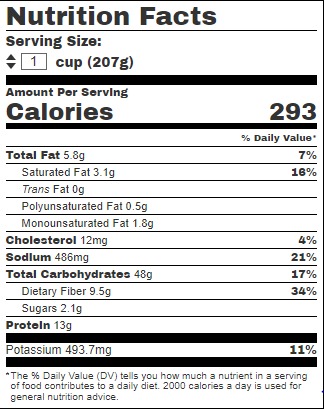 Nutrition Facts
Serving Size:
1 cup (207g)
Amount Per Serving
Calories 293
% Daily Value*
Total Fat 5.8g 7%
Saturated Fat 3.1g 16%
Trans Fat 0g
Polyunsaturated Fat 0.5g
Monounsaturated Fat 1.8g
Cholesterol 12mg 4%
Sodium 486mg 21%
Total Carbohydrates 48g 17%
Dietary Fiber 9.5g 34%
Sugars 2.1g
Protein 13g
Potassium 493.7mg 11%
*The % Daily Value (DV) tells you how much a nutrient in a serving
of food contributes to a daily diet. 2000 calories a day is used for
general nutrition advice.